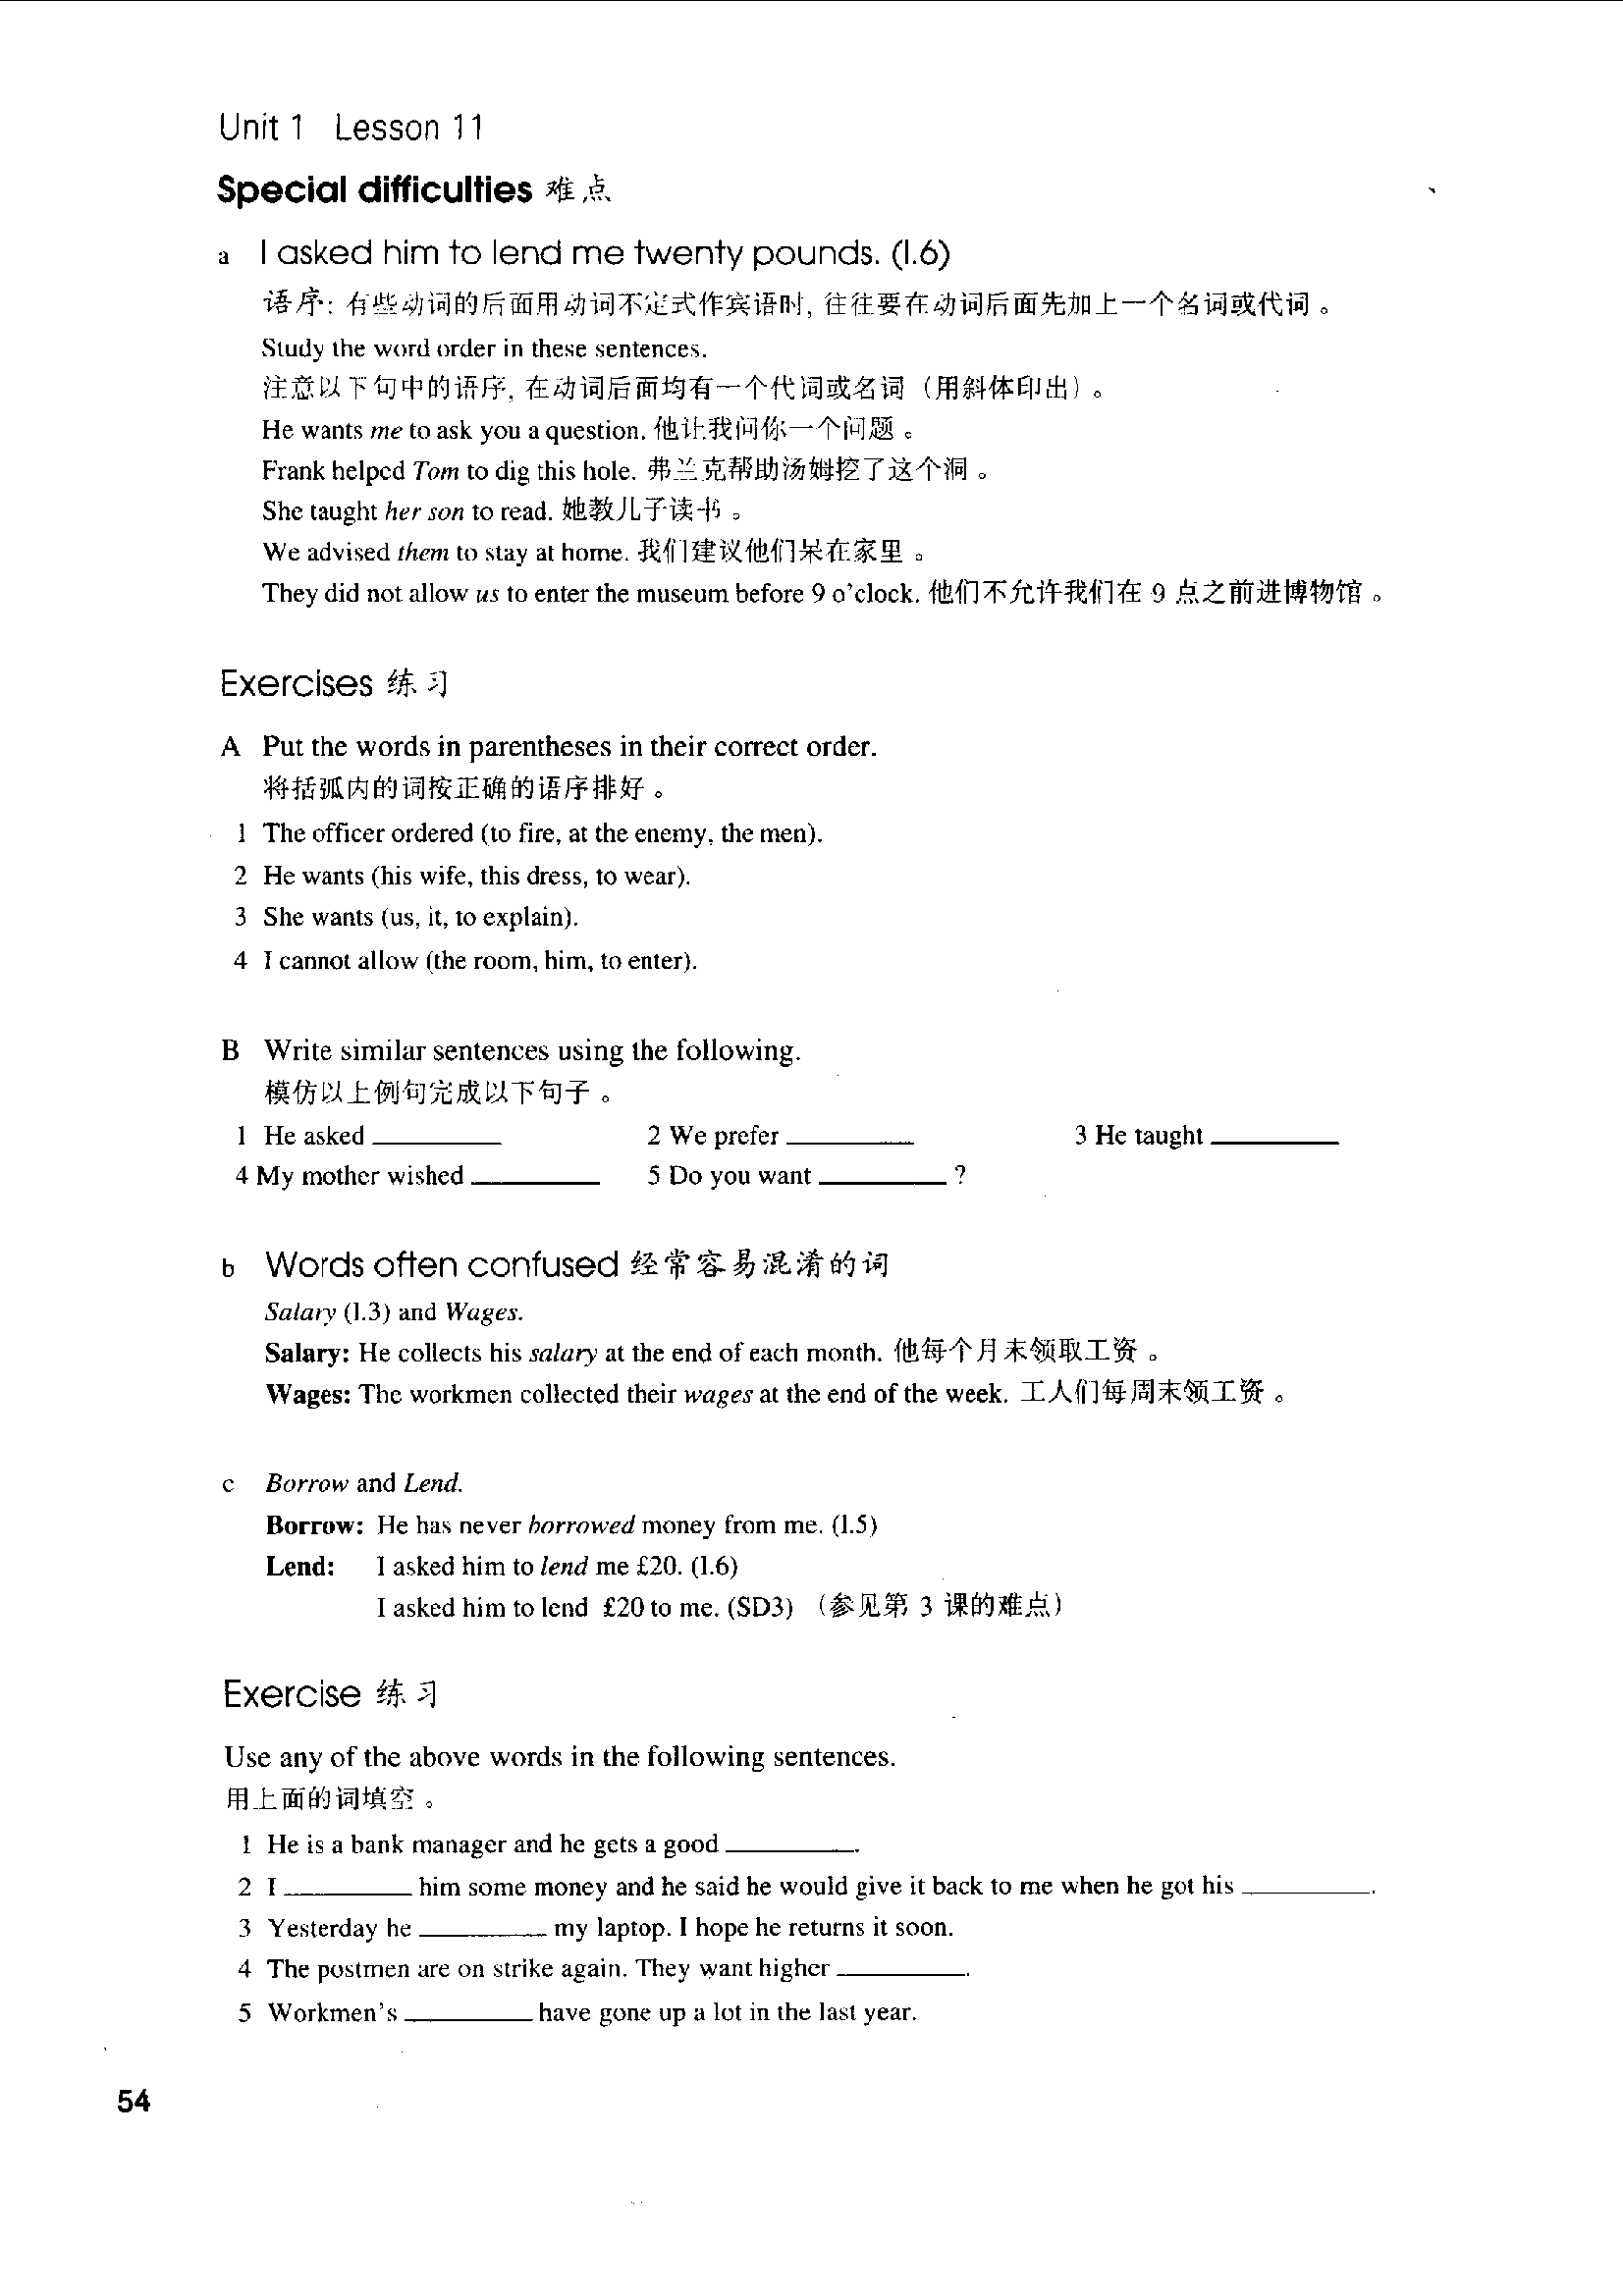 Unit 1 Lesson 11
Special difficulties 难点
a I asked him to lend me twenty pounds. (l.6)
语序: 有些动词的后面用动词不定式作宾语时, 往往要在动词后面先加上一个名词或代词。
Study the word order in these sentences.
注意以下句中的语序, 在动词后面均有一个代词或名词（用斜体印出）。
He wants me to ask you a question. 他让我问你一个问题。
Frank helped Tom to dig this hole. 弗兰克帮助汤姆挖了这个洞。
She taught her son to read. 她教儿子读书。
We advised them to stay at home. 我们建议他们呆在家里。
They did not allow us to enter the museum before 9 o'clock. 他们不允许我们在 9 点之前进博物馆。
Exercises 练习
A Put the words in parentheses in their correct order.
将括弧内的词按正确的语序排好。
1 The officer ordered (to fire, at the enemy, the men).
2 He wants (his wife, this dress, to wear).
3 She wants (us, it, to explain).
4 I cannot allow (the room, him, to enter).
B Write similar sentences using the following.
模仿以上例句完成以下句子。
1 He asked __________ 2 We prefer __________ 3 He taught __________
4 My mother wished __________ 5 Do you want __________ ?
b Words often confused 经常容易混淆的词
Salary (l.3) and Wages.
Salary: He collects his salary at the end of each month. 他每个月末领取工资。
Wages: The workmen collected their wages at the end of the week. 工人们每周末领工资。
c Borrow and Lend.
Borrow: He has never borrowed money from me. (l.5)
Lend: I asked him to lend me £20. (l.6)
I asked him to lend £20 to me. (SD3) （参见第 3 课的难点）
Exercise 练习
Use any of the above words in the following sentences.
用上面的词填空。
1 He is a bank manager and he gets a good __________.
2 I __________ him some money and he said he would give it back to me when he got his __________.
3 Yesterday he __________ my laptop. I hope he returns it soon.
4 The postmen are on strike again. They want higher __________.
5 Workmen's __________ have gone up a lot in the last year.
54